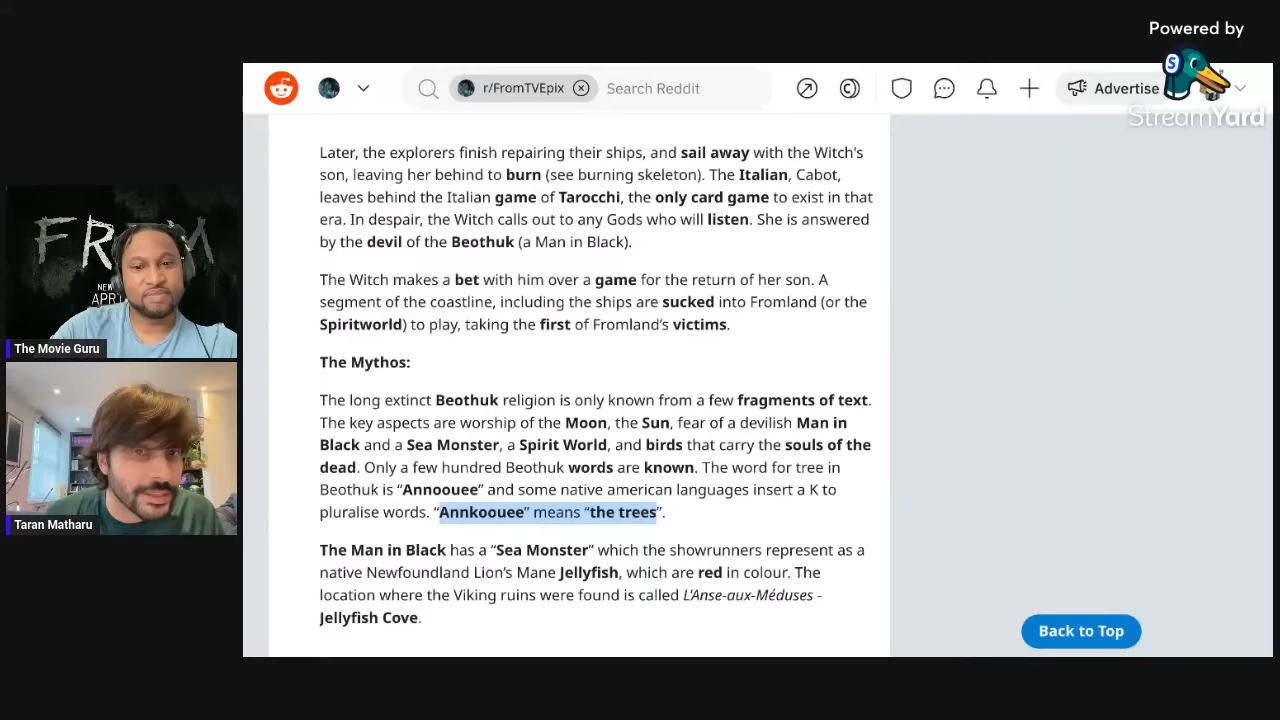 Powered by
StreamYard
r/FromTVEpix
Search Reddit
Advertise
Later, the explorers finish repairing their ships, and sail away with the Witch's
son, leaving her behind to burn (see burning skeleton). The Italian, Cabot,
leaves behind the Italian game of Tarocchi, the only card game to exist in that
era. In despair, the Witch calls out to any Gods who will listen. She is answered
by the devil of the Beothuk (a Man in Black).
The Witch makes a bet with him over a game for the return of her son. A
segment of the coastline, including the ships are sucked into Fromland (or the
Spiritworld) to play, taking the first of Fromland’s victims.
The Mythos:
The long extinct Beothuk religion is only known from a few fragments of text.
The key aspects are worship of the Moon, the Sun, fear of a devilish Man in
Black and a Sea Monster, a Spirit World, and birds that carry the souls of the
dead. Only a few hundred Beothuk words are known. The word for tree in
Beothuk is “Annoouee” and some native american languages insert a K to
pluralise words. “Annkoouee” means “the trees”.
The Man in Black has a “Sea Monster” which the showrunners represent as a
native Newfoundland Lion’s Mane Jellyfish, which are red in colour. The
location where the Viking ruins were found is called L’Anse-aux-Méduses -
Jellyfish Cove.
Back to Top
FROM
NEW
APR
The Movie Guru
Taran Matharu